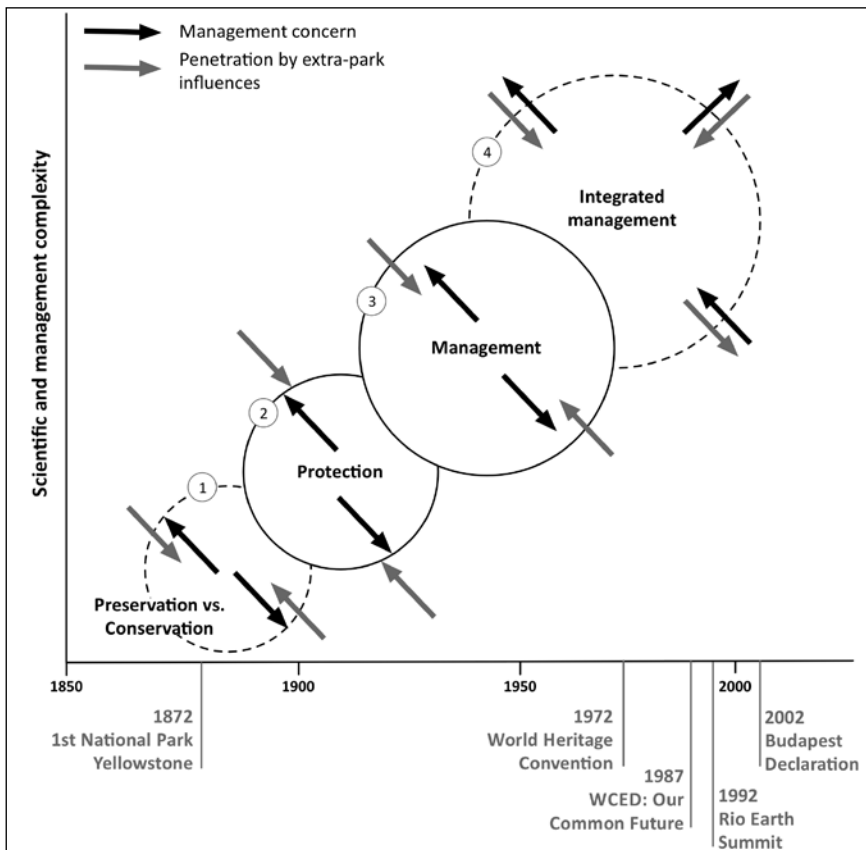 Management concern
Penetration by extra-park
influences
Scientific and management complexity
4
Integrated
management
3
Management
2
Protection
1
Preservation vs.
Conservation
1850
1900
1950
2000
1872
1st National Park
Yellowstone
1972
World Heritage
Convention
1987
WCED: Our
Common Future
1992
Rio Earth
Summit
2002
Budapest
Declaration